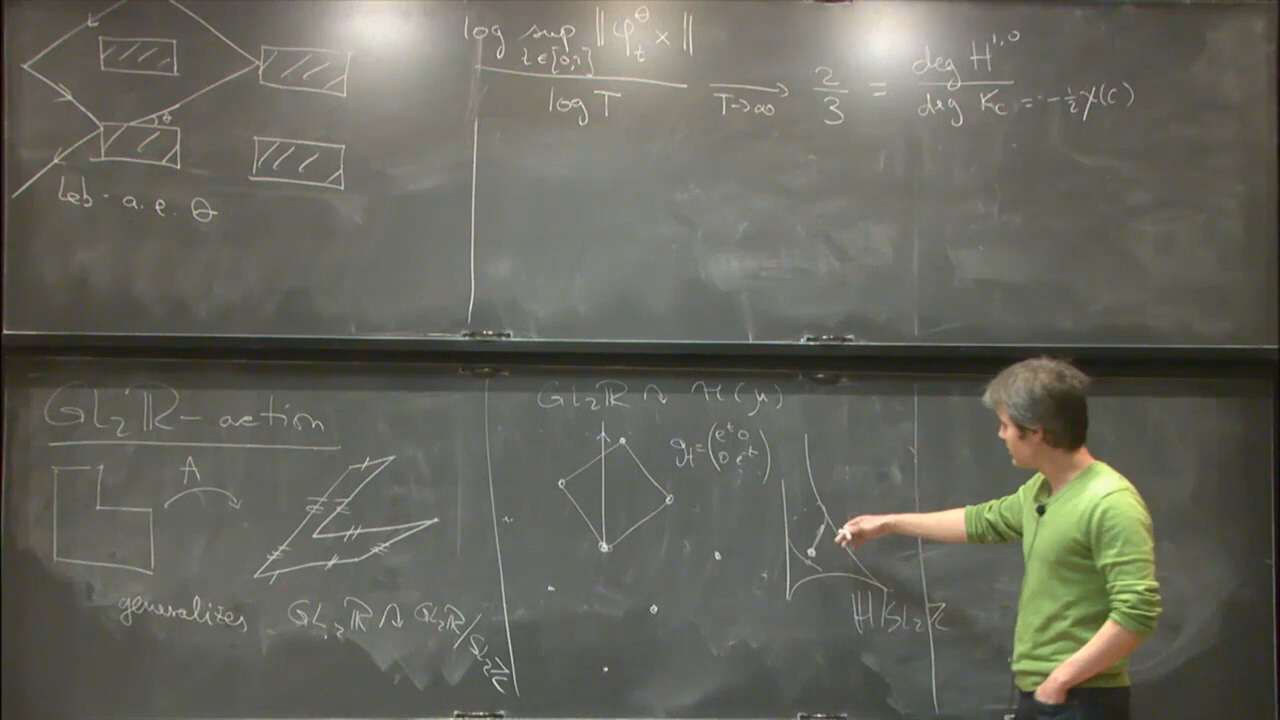 log sup ‖φ_t^θ x‖
t∈[0,T]
log T
T→∞
2/3 = deg H^{1,0} / deg K_C = -½χ(C)
θ
Leb-a.e. θ
GL₂ℝ-action
A
generalizes GL₂ℝ ↷ GL₂ℝ/SL₂ℤ
GL₂ℝ ↷ H(μ)
g_t = (e^t 0
0 e^{-t})
ℍ/SL₂ℤ